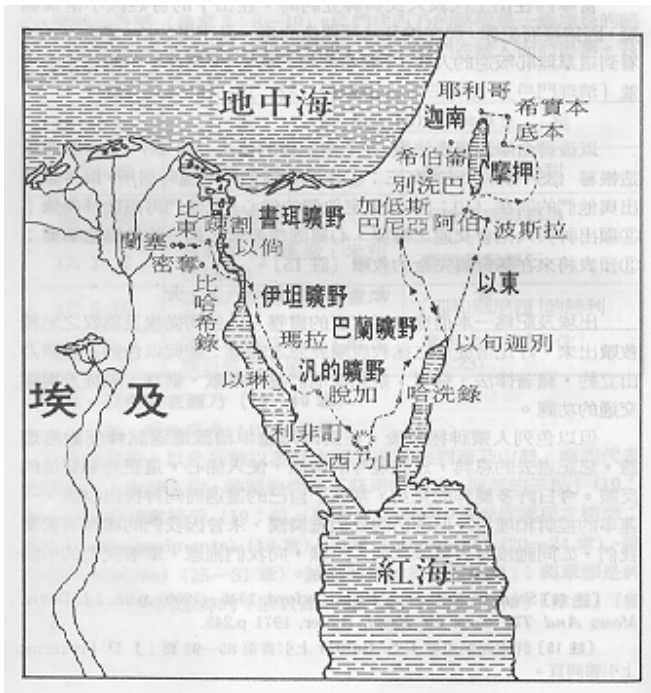 地中海
耶利哥
迦南
希實本
底本
希伯崙
別洗巴
摩押
書珥曠野
加低斯
巴尼亞
阿伯
波斯拉
比東
疏割
以倘
蘭塞
密奪
比哈希錄
以東
伊坦曠野
瑪拉
巴蘭曠野
以旬迦別
汎的曠野
以琳
脫加
哈洗錄
埃及
利非訂
西乃山
紅海